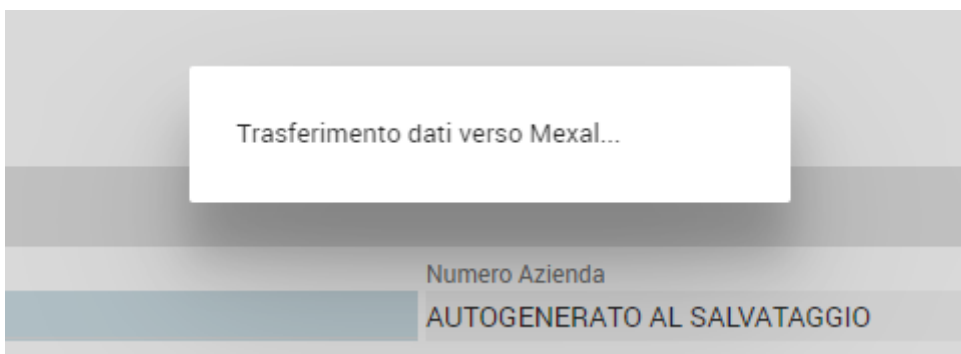 Trasferimento dati verso Mexal...
Numero Azienda
AUTOGENERATO AL SALVATAGGIO